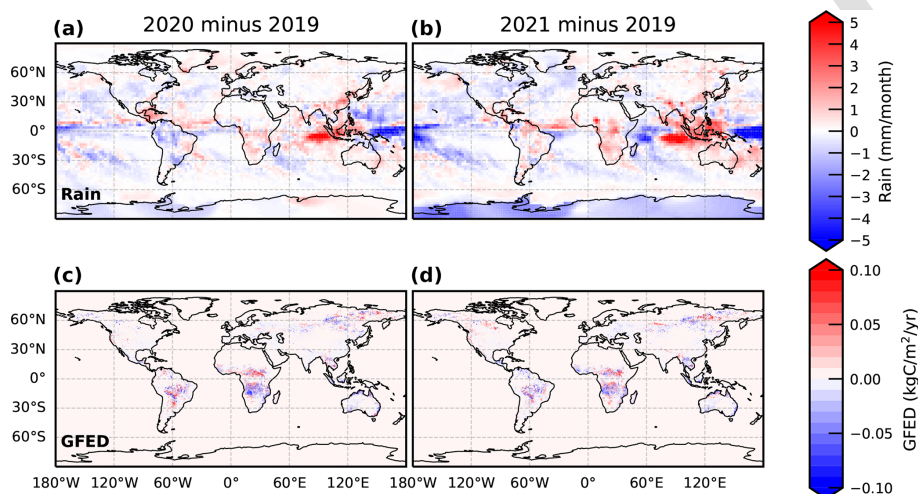 (a) 2020 minus 2019
(b) 2021 minus 2019
60°N
30°N
0°
30°S
60°S
Rain
5
4
3
2
1
0
−1
−2
−3
−4
−5
Rain (mm/month)
(c)
(d)
60°N
30°N
0°
30°S
60°S
GFED
180°W 120°W 60°W 0° 60°E 120°E 180°W 120°W 60°W 0° 60°E 120°E
0.10
0.05
0.00
−0.05
−0.10
GFED (kgC/m²/yr)